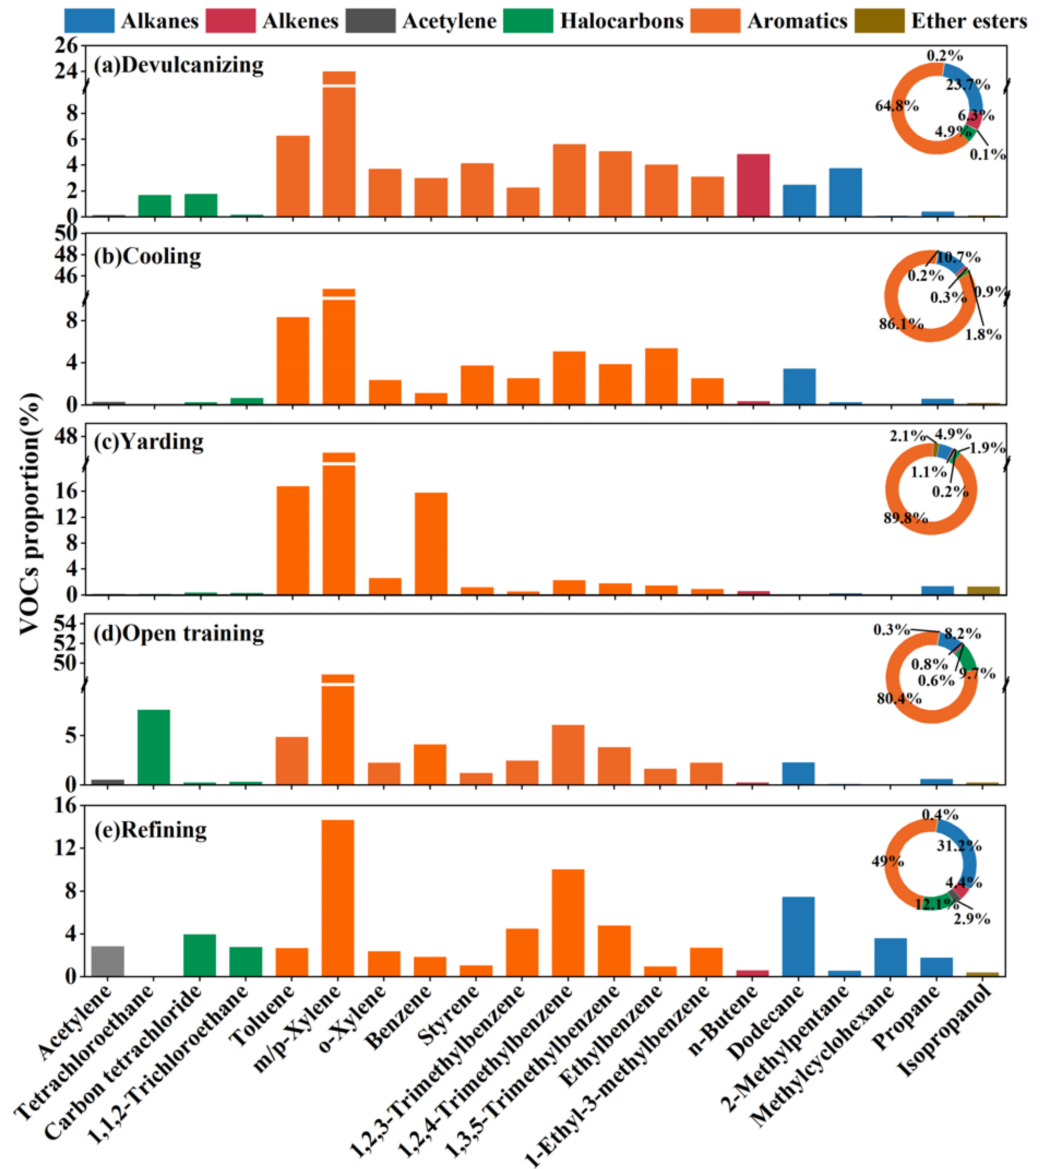 Alkanes Alkenes Acetylene Halocarbons Aromatics Ether esters
VOCs proportion(%)
(a)Devulcanizing
26
24
8
6
4
2
0
0.2%
23.7%
64.8%
6.3%
4.9%
0.1%
(b)Cooling
50
48
46
8
4
0
10.7%
0.2%
0.3%
0.9%
86.1%
1.8%
(c)Yarding
48
16
12
8
4
0
2.1%
4.9%
1.9%
1.1%
0.2%
89.8%
(d)Open training
54
52
50
5
0
0.3%
8.2%
0.8%
9.7%
0.6%
80.4%
(e)Refining
16
12
8
4
0
0.4%
31.2%
49%
4.4%
12.1%
2.9%
Acetylene
Tetrachloroethane
Carbon tetrachloride
1,1,2-Trichloroethane
Toluene
m/p-Xylene
o-Xylene
Benzene
Styrene
1,2,3-Trimethylbenzene
1,2,4-Trimethylbenzene
1,3,5-Trimethylbenzene
Ethylbenzene
1-Ethyl-3-methylbenzene
n-Butene
Dodecane
2-Methylpentane
Methylcyclohexane
Propane
Isopropanol